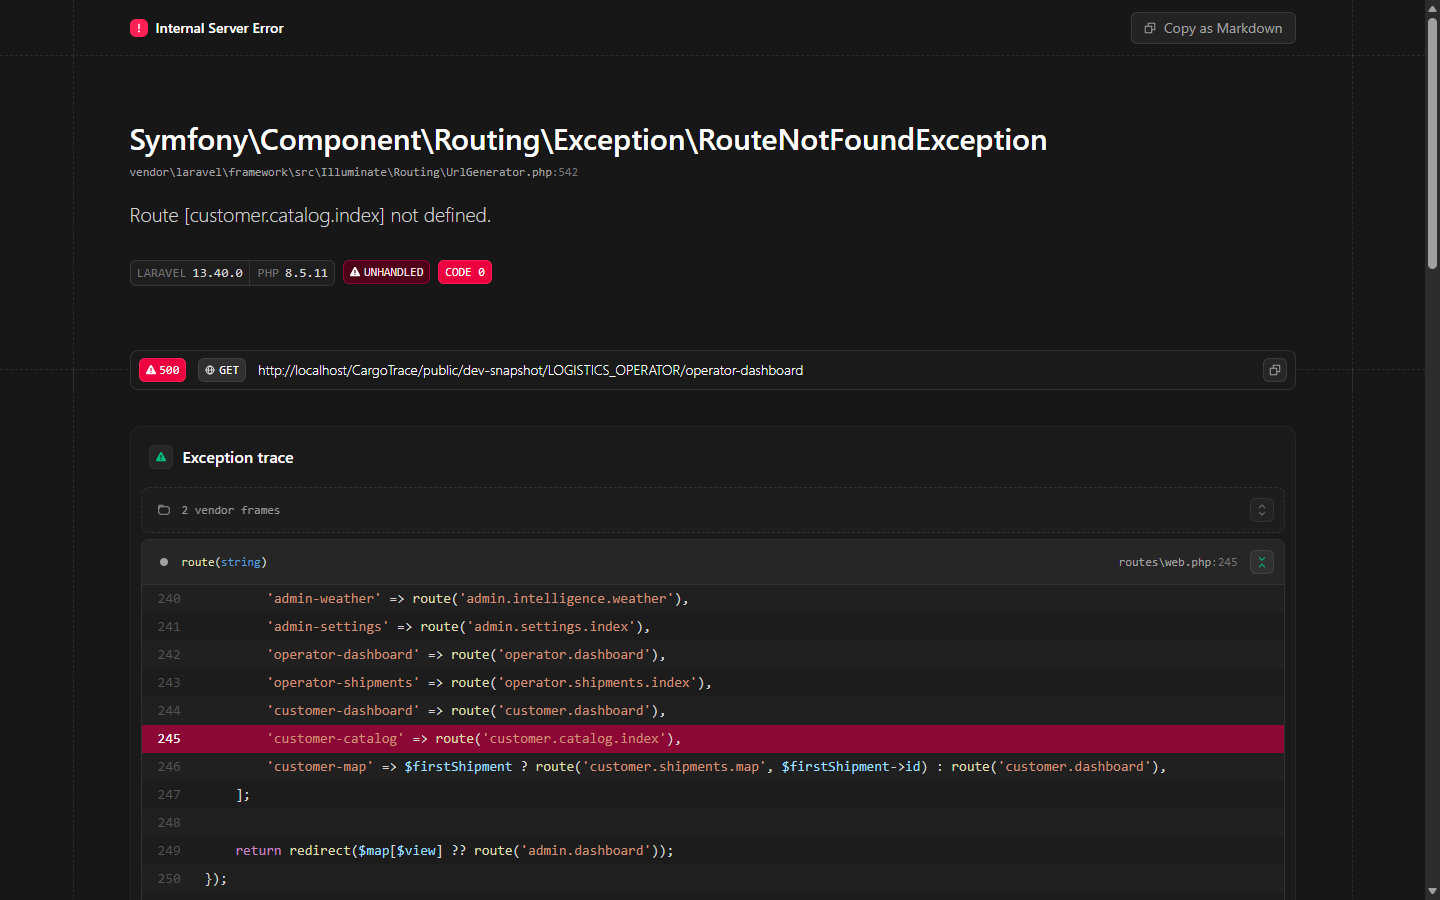 ! Internal Server Error
Copy as Markdown
Symfony\Component\Routing\Exception\RouteNotFoundException
vendor\laravel\framework\src\Illuminate\Routing\UrlGenerator.php:542
Route [customer.catalog.index] not defined.
LARAVEL 13.40.0 PHP 8.5.11 UNHANDLED CODE 0
500 GET http://localhost/CargoTrace/public/dev-snapshot/LOGISTICS_OPERATOR/operator-dashboard
Exception trace
2 vendor frames
route(string) routes\web.php:245
240 'admin-weather' => route('admin.intelligence.weather'),
241 'admin-settings' => route('admin.settings.index'),
242 'operator-dashboard' => route('operator.dashboard'),
243 'operator-shipments' => route('operator.shipments.index'),
244 'customer-dashboard' => route('customer.dashboard'),
245 'customer-catalog' => route('customer.catalog.index'),
246 'customer-map' => $firstShipment ? route('customer.shipments.map', $firstShipment->id) : route('customer.dashboard'),
247 ];
248
249 return redirect($map[$view] ?? route('admin.dashboard'));
250 });